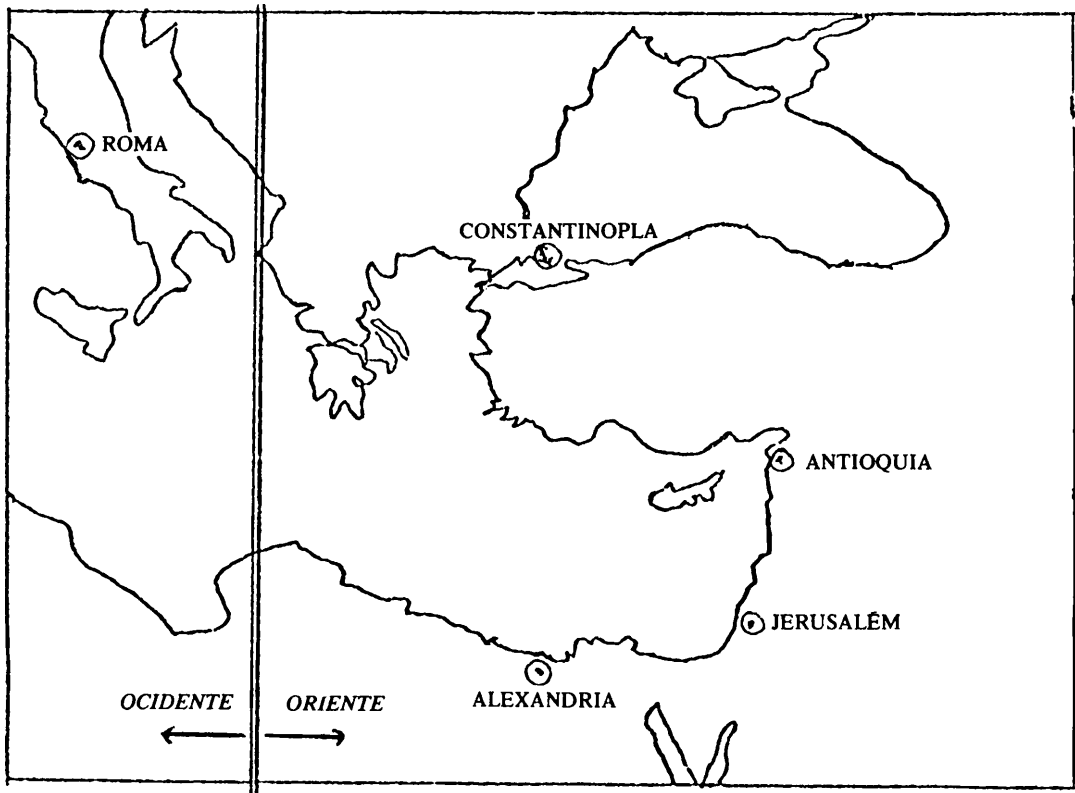 ROMA
CONSTANTINOPLA
ANTIOQUIA
JERUSALÉM
ALEXANDRIA
OCIDENTE
ORIENTE